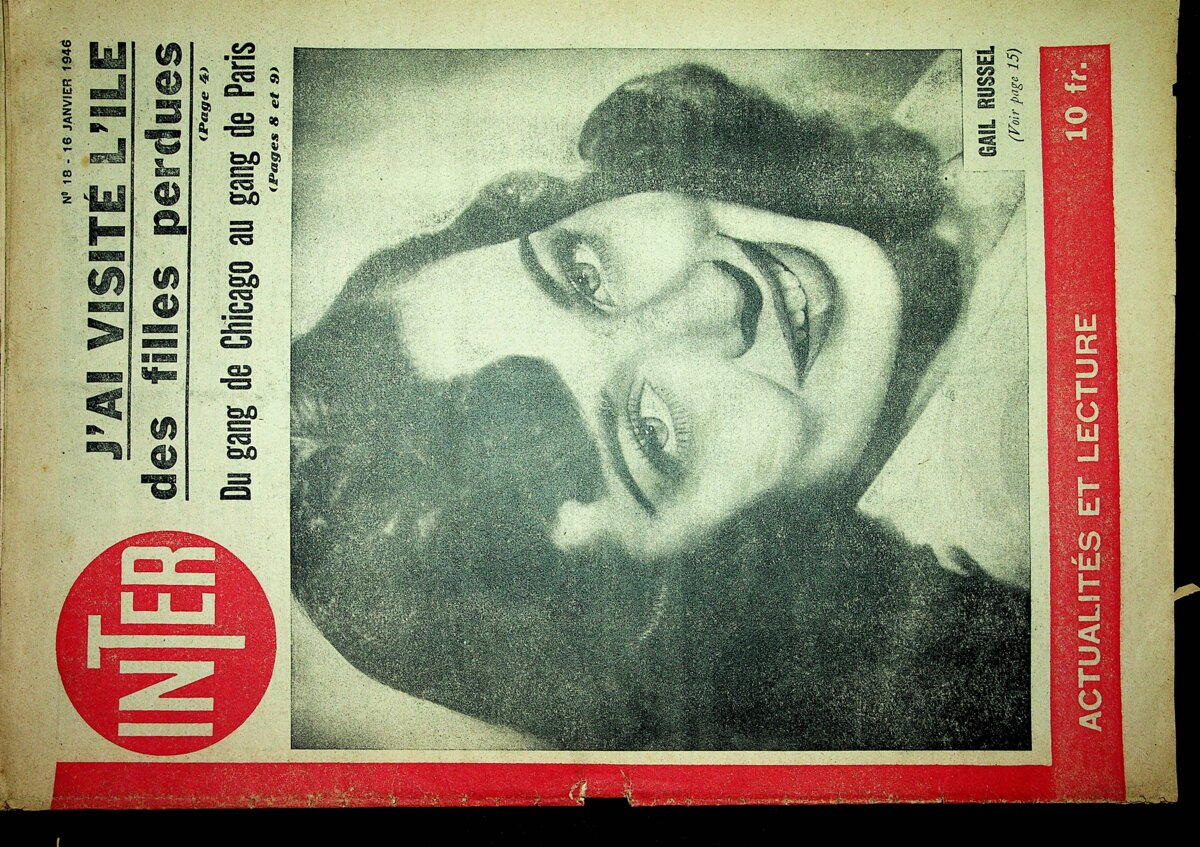 INTER
N° 18 - 16 JANVIER 1946
J'AI VISITÉ L'ILE
des filles perdues
(Page 4)
Du gang de Chicago au gang de Paris
(Pages 8 et 9)
GAIL RUSSEL
(Voir page 15)
ACTUALITÉS ET LECTURE 10 fr.